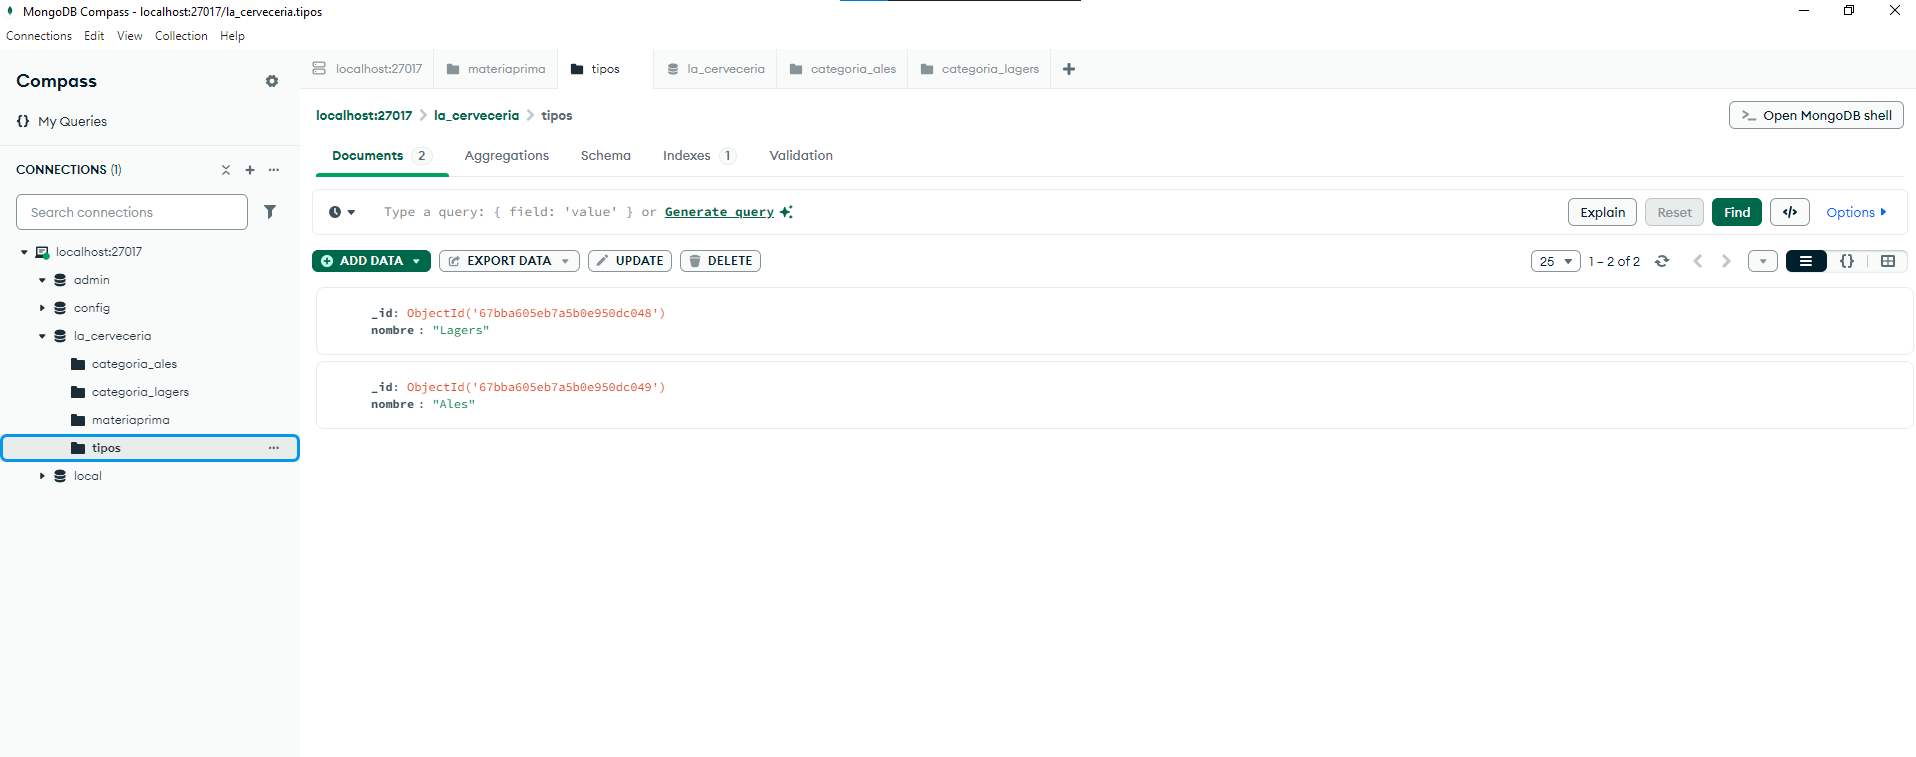 MongoDB Compass - localhost:27017/la_cerveceria.tipos
Connections Edit View Collection Help
Compass
{} My Queries
CONNECTIONS (1)
Search connections
localhost:27017
admin
config
la_cerveceria
categoria_ales
categoria_lagers
materiaprima
tipos
local
localhost:27017 materiaprima tipos la_cerveceria categoria_ales categoria_lagers
localhost:27017 > la_cerveceria > tipos
>_ Open MongoDB shell
Documents 2 Aggregations Schema Indexes 1 Validation
Type a query: { field: 'value' } or Generate query
Explain Reset Find </> Options
ADD DATA EXPORT DATA UPDATE DELETE
25 1 – 2 of 2 {}
_id: ObjectId('67bba605eb7a5b0e950dc048')
nombre : "Lagers"
_id: ObjectId('67bba605eb7a5b0e950dc049')
nombre : "Ales"